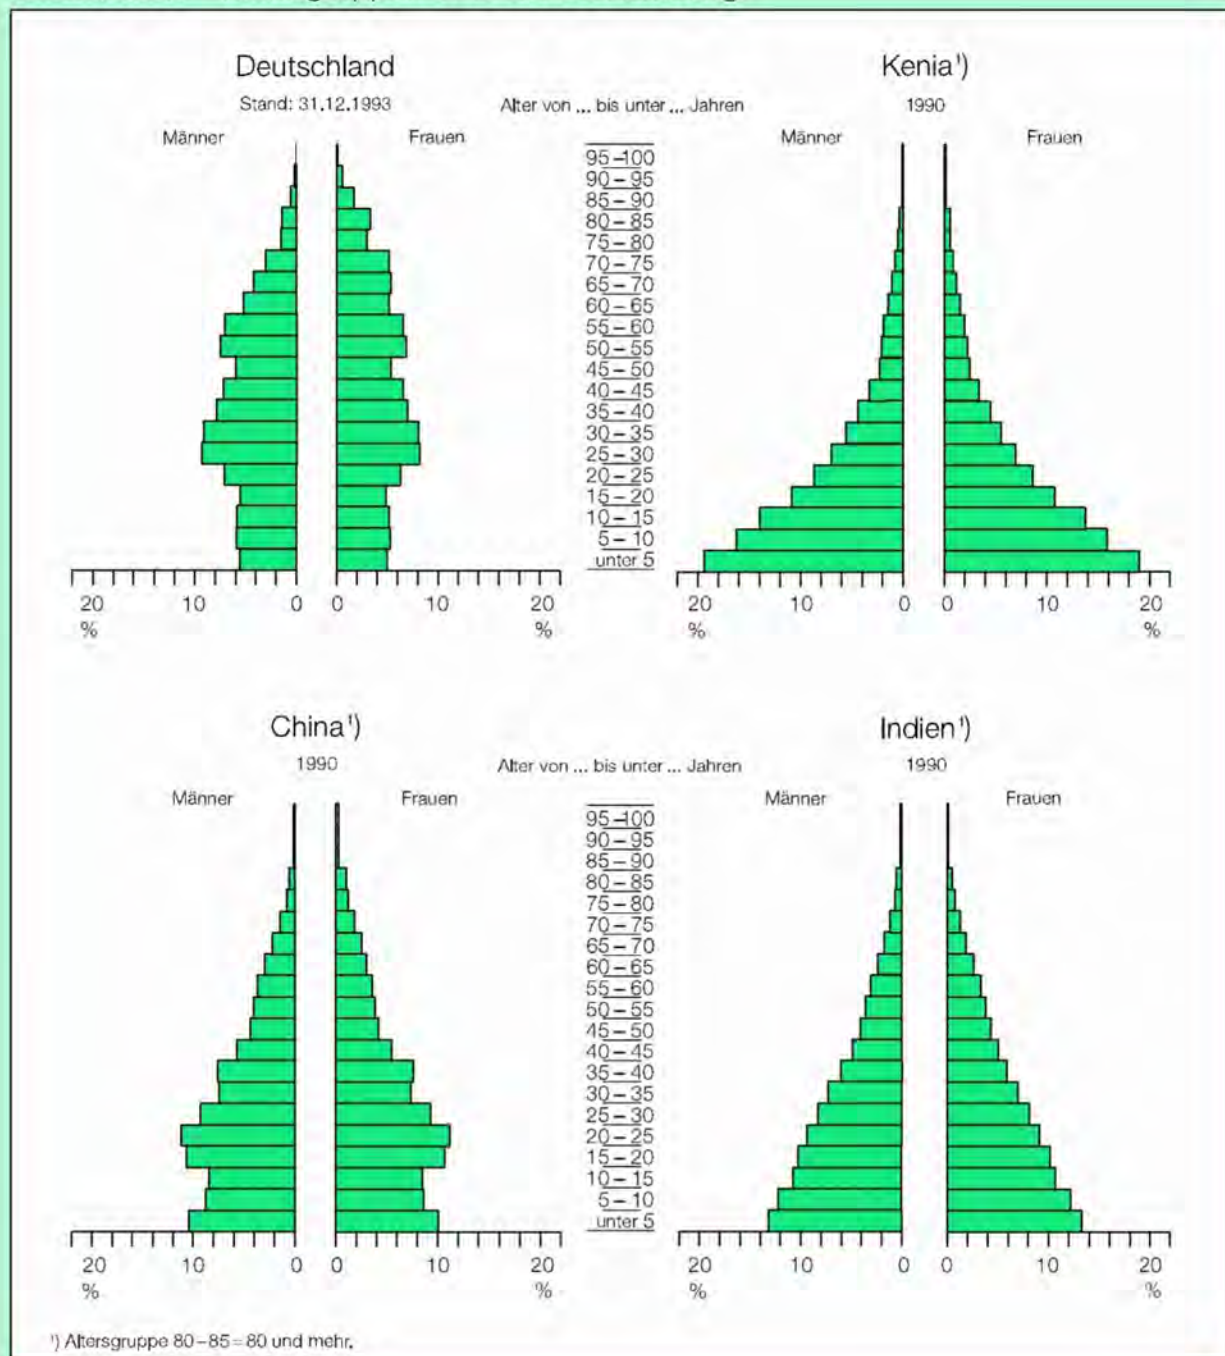 Deutschland
Stand: 31.12.1993
Männer
Frauen
Alter von ... bis unter ... Jahren
95–100
90–95
85–90
80–85
75–80
70–75
65–70
60–65
55–60
50–55
45–50
40–45
35–40
30–35
25–30
20–25
15–20
10–15
5–10
unter 5
Kenia¹)
1990
Männer
Frauen
20 10 0 0 10 20
% %
20 10 0 0 10 20
% %
China¹)
1990
Männer
Frauen
Alter von ... bis unter ... Jahren
95–100
90–95
85–90
80–85
75–80
70–75
65–70
60–65
55–60
50–55
45–50
40–45
35–40
30–35
25–30
20–25
15–20
10–15
5–10
unter 5
Indien¹)
1990
Männer
Frauen
20 10 0 0 10 20
% %
20 10 0 0 10 20
% %
¹) Altersgruppe 80–85=80 und mehr.